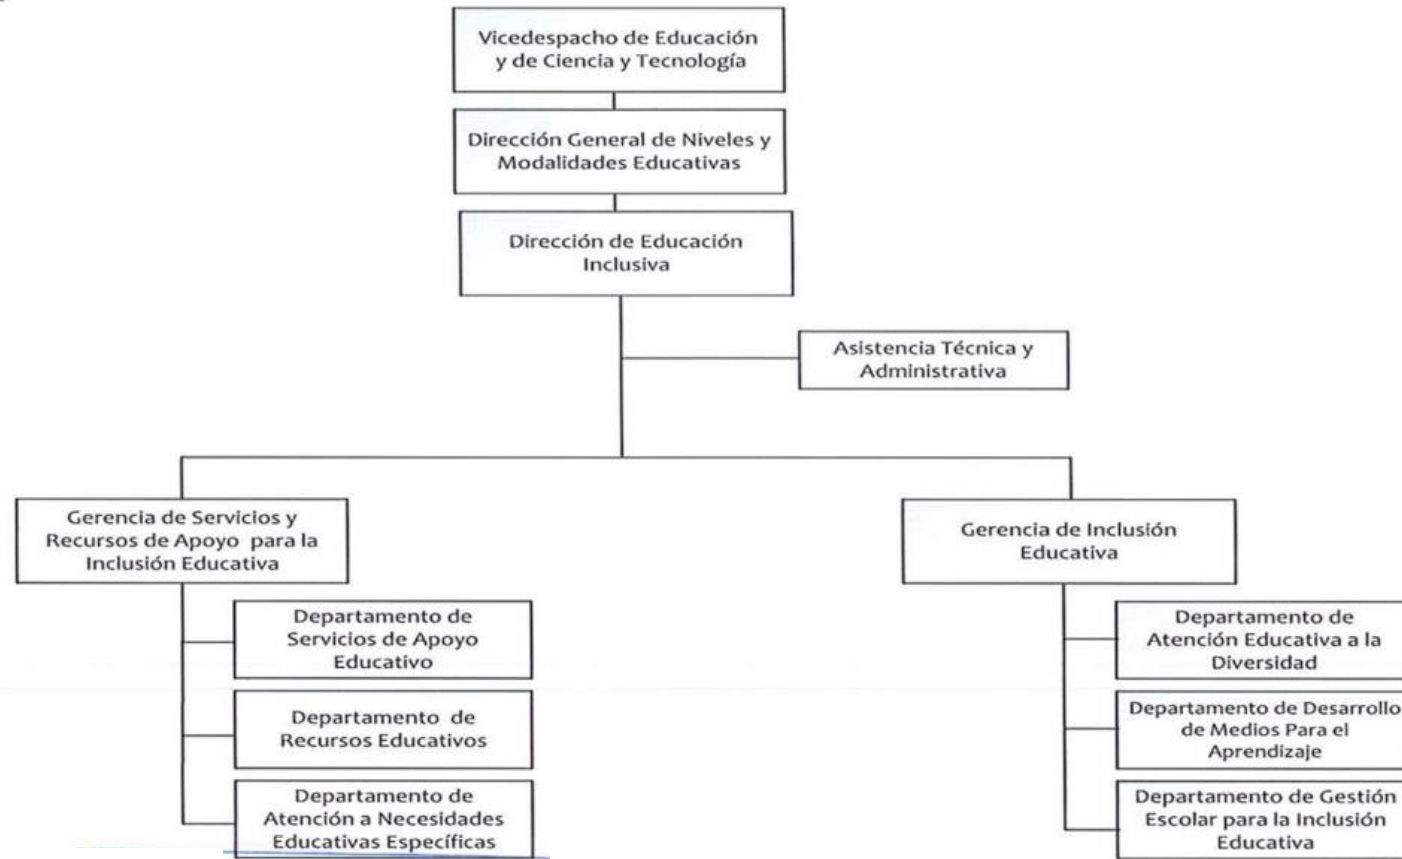 Vicedespacho de Educación
y de Ciencia y Tecnología
Dirección General de Niveles y
Modalidades Educativas
Dirección de Educación
Inclusiva
Asistencia Técnica y
Administrativa
Gerencia de Servicios y
Recursos de Apoyo para la
Inclusión Educativa
Departamento de
Servicios de Apoyo
Educativo
Departamento de
Recursos Educativos
Departamento de
Atención a Necesidades
Educativas Específicas
Gerencia de Inclusión
Educativa
Departamento de
Atención Educativa a la
Diversidad
Departamento de Desarrollo
de Medios Para el
Aprendizaje
Departamento de Gestión
Escolar para la Inclusión
Educativa